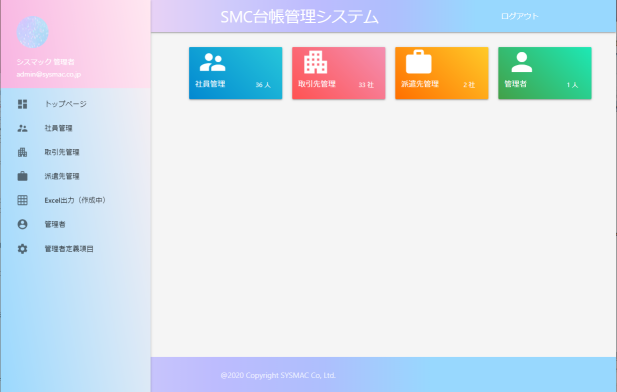 SMC台帳管理システム
ログアウト
システマック 管理者
admin@sysmac.co.jp
トップページ
社員管理
取引先管理
派遣先管理
Excel出力（作成中）
管理者
管理者定義項目
社員管理 36 人
取引先管理 33 社
派遣先管理 2 社
管理者 1 人
@2020 Copyright SYSMAC Co, Ltd.